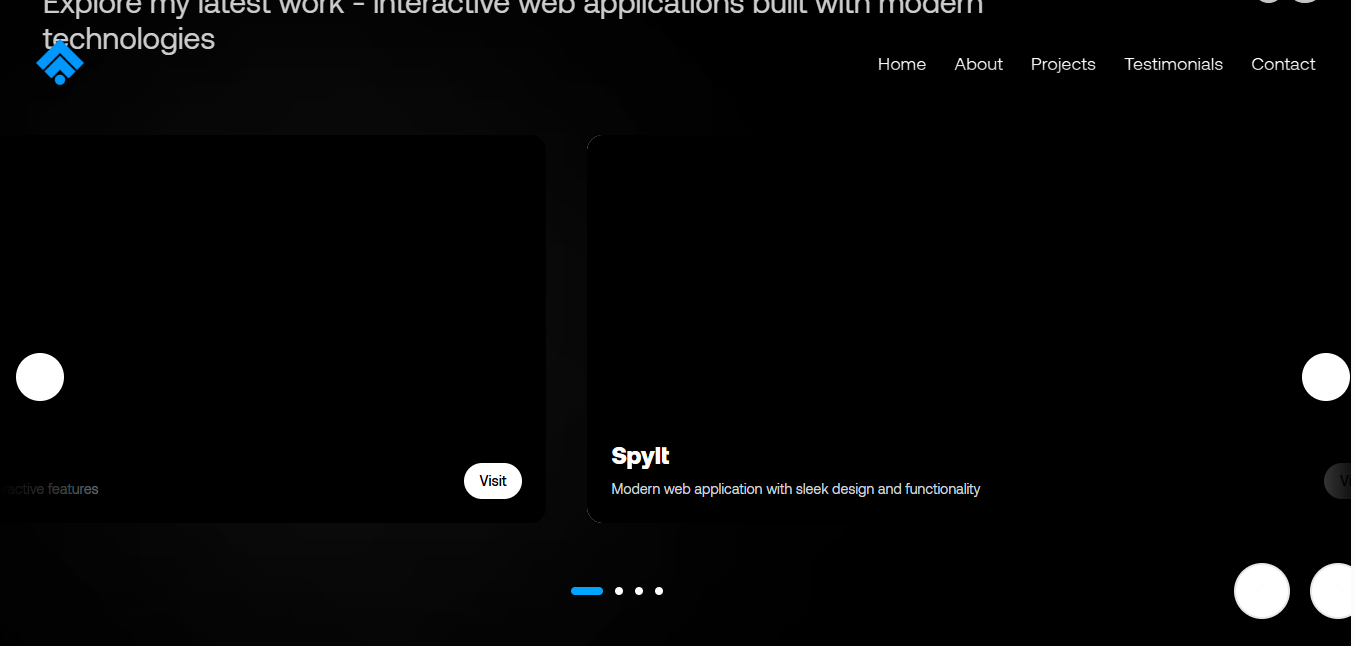 Explore my latest work - interactive web applications built with modern
technologies
Home About Projects Testimonials Contact
Visit
SpyIt
features
Modern web application with sleek design and functionality